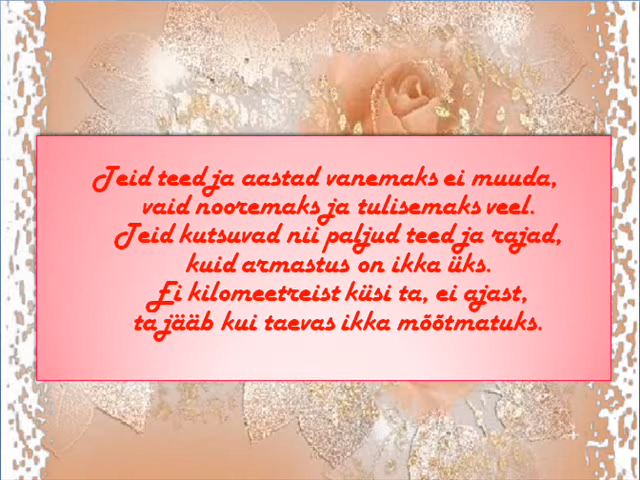 Teid teed ja aastad vanemaks ei muuda,
vaid nooremaks ja tulisemaks veel.
Teid kutsuvad nii paljud teed ja rajad,
kuid armastus on ikka üks.
Ei kilomeetreist küsi ta, ei ajast,
ta jääb kui taevas ikka mõõtmatuks.